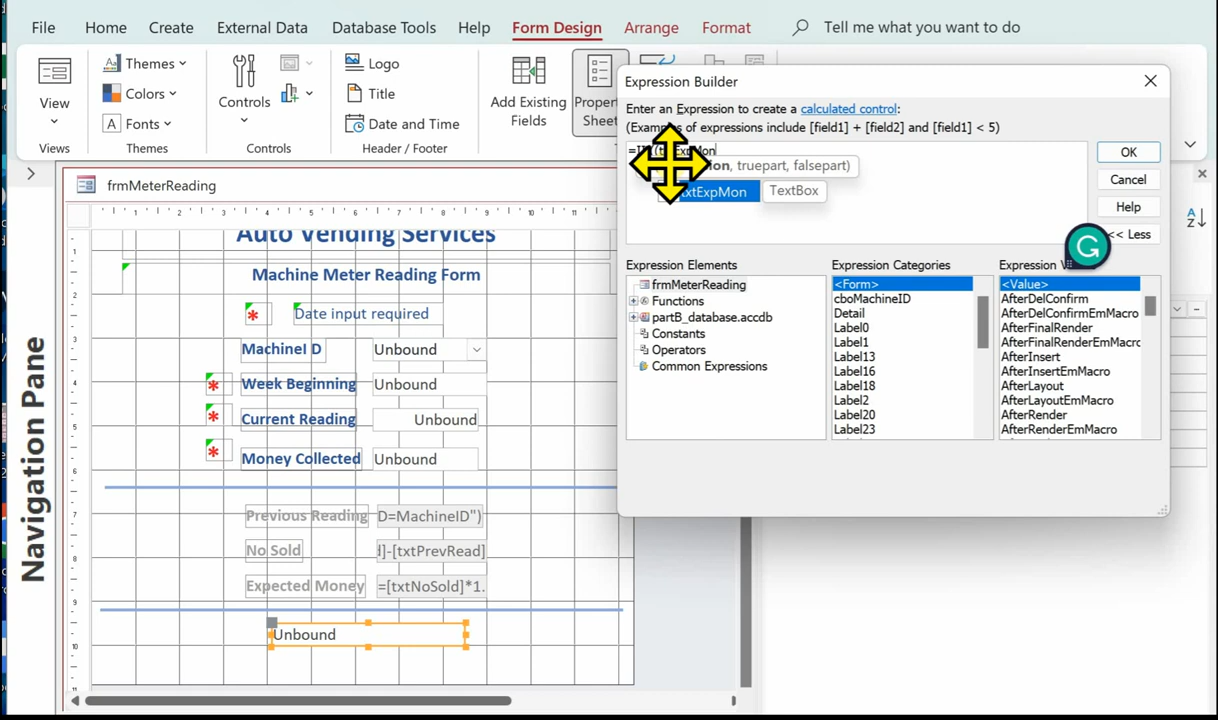 File Home Create External Data Database Tools Help Form Design Arrange Format Tell me what you want to do
View
Views
Themes
Colors
Fonts
Themes
Controls
Controls
Logo
Title
Date and Time
Header / Footer
Add Existing
Fields
Sheet
Navigation Pane
frmMeterReading
Auto Vending Services
Machine Meter Reading Form
* Date input required
MachineI D Unbound
* Week Beginning Unbound
* Current Reading Unbound
* Money Collected Unbound
Previous Reading D=MachineID")
No Sold d]-[txtPrevRead]
Expected Money =[txtNoSold]*1.
Unbound
Expression Builder
Enter an Expression to create a calculated control:
(Examples of expressions include [field1] + [field2] and [field1] < 5)
, truepart, falsepart)
txtExpMon TextBox
OK
Cancel
Help
<< Less
Expression Elements
frmMeterReading
Functions
partB_database.accdb
Constants
Operators
Common Expressions
Expression Categories
<Form>
cboMachineID
Detail
Label0
Label1
Label13
Label16
Label18
Label2
Label20
Label23
Expression V
<Value>
AfterDelConfirm
AfterDelConfirmEmMacro
AfterFinalRender
AfterFinalRenderEmMacro
AfterInsert
AfterInsertEmMacro
AfterLayout
AfterLayoutEmMacro
AfterRender
AfterRenderEmMacro